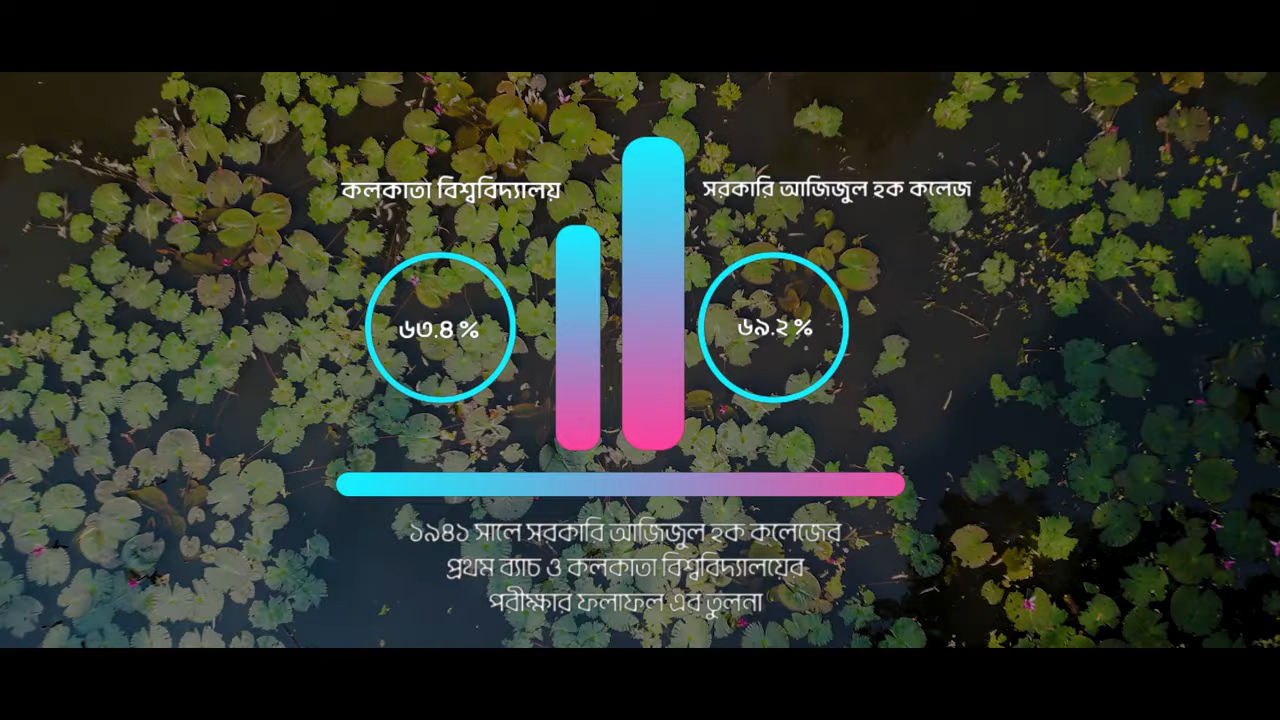 কলকাতা বিশ্ববিদ্যালয়
সরকারি আজিজুল হক কলেজ
৬৩.৪ %
৬৯.২ %
১৯৪১ সালে সরকারি আজিজুল হক কলেজের
প্রথম ব্যাচ ও কলকাতা বিশ্ববিদ্যালয়ের
পরীক্ষার ফলাফল এর তুলনা